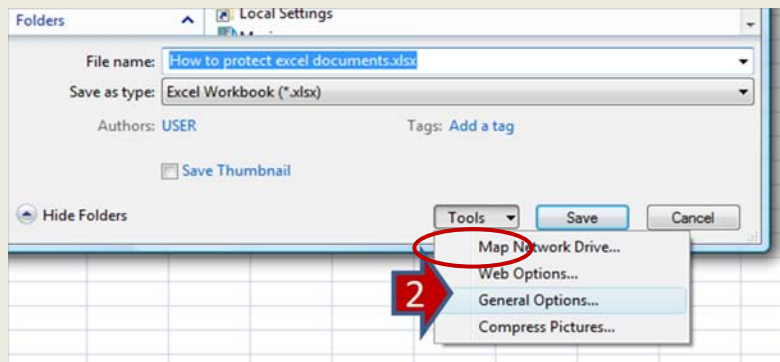 Local Settings
Folders
File name: How to protect excel documents.xlsx
Save as type: Excel Workbook (*.xlsx)
Authors: USER Tags: Add a tag
Save Thumbnail
Hide Folders Tools Save Cancel
Map Network Drive...
Web Options...
2 General Options...
Compress Pictures...